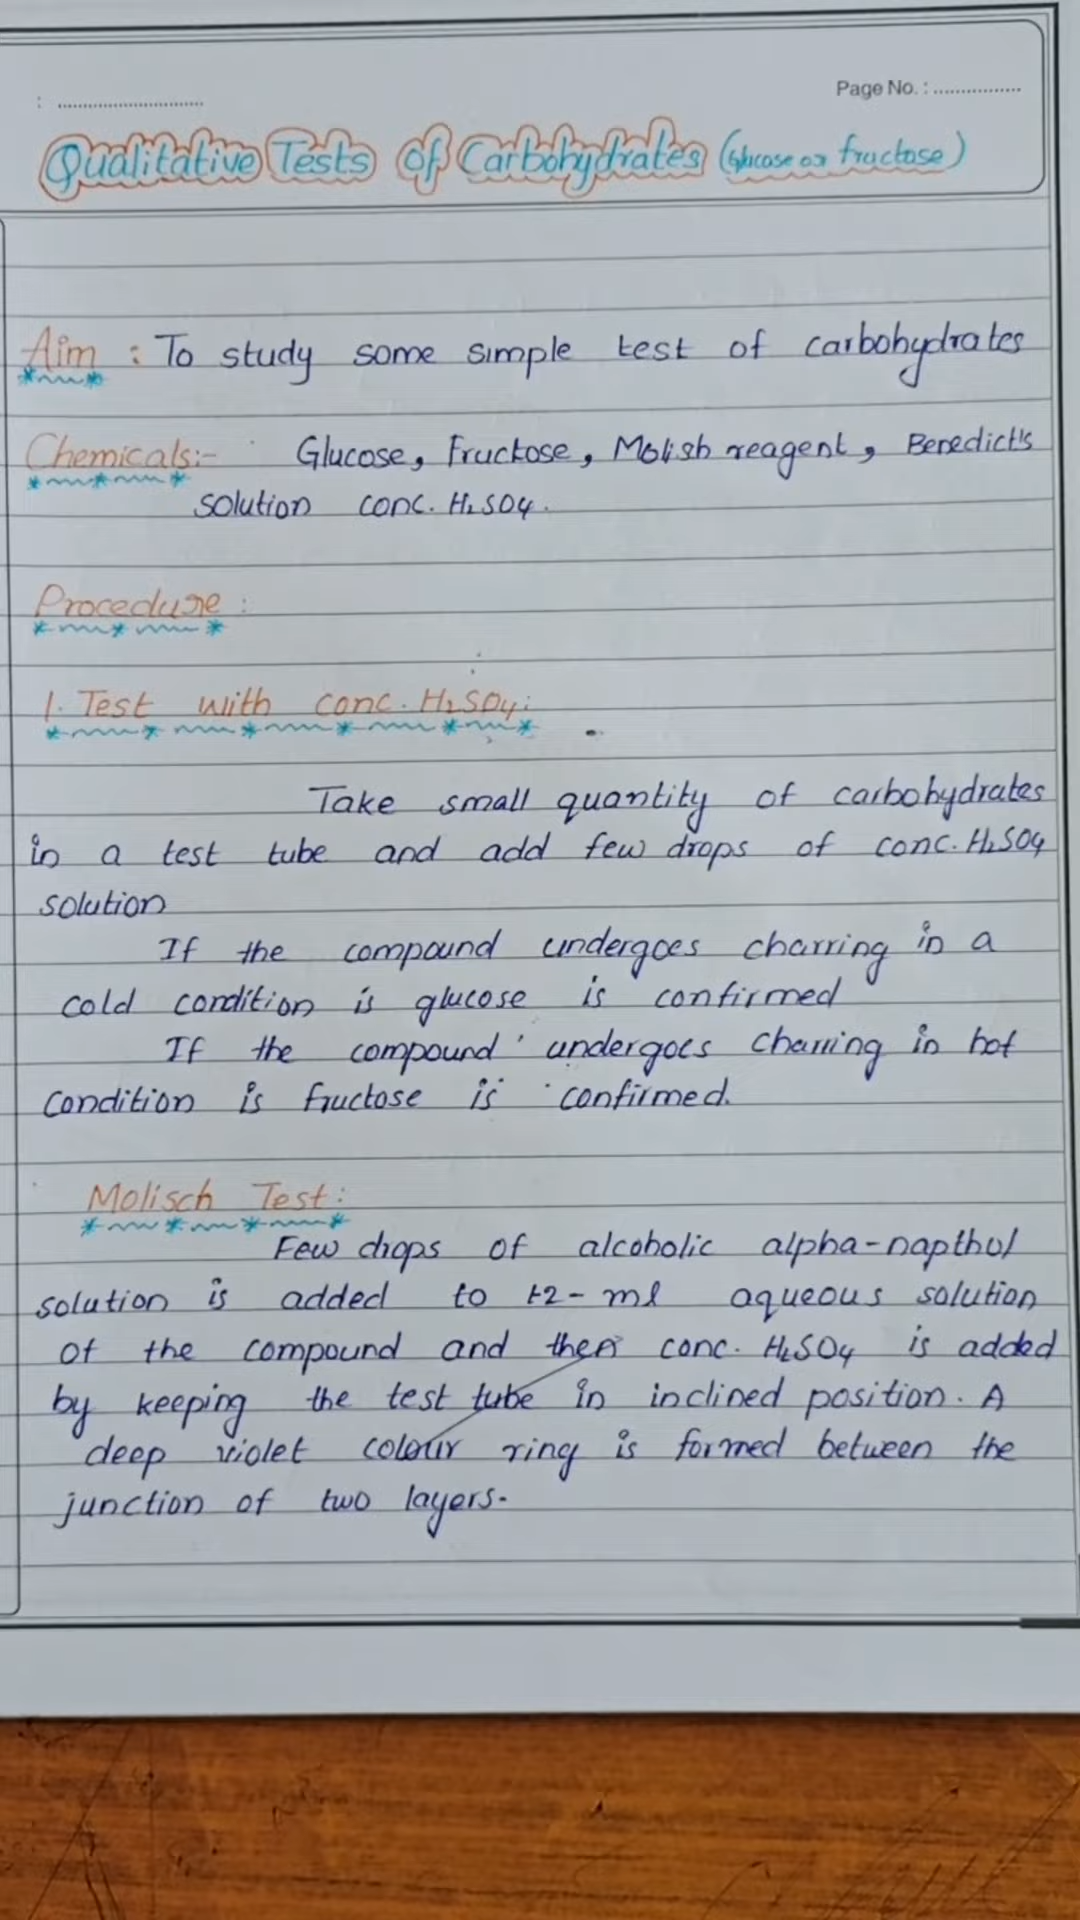 Page No. :
Qualitative Tests Of Carbohydrates (Glucose or fructose)
Aim : To study some simple test of carbohydrates
Chemicals:- Glucose, Fructose, Molish reagent, Benedict's
solution conc. H₂SO₄.
Procedure :
1. Test with conc. H₂SO₄:
Take small quantity of carbohydrates
in a test tube and add few drops of conc. H₂SO₄
solution
If the compound undergoes charring in a
cold condition is glucose is confirmed
If the compound undergoes charring in hot
condition is fructose is confirmed.
Molisch Test:
Few drops of alcoholic alpha-napthol
solution is added to 1-2-ml aqueous solution
of the compound and then conc. H₂SO₄ is added
by keeping the test tube in inclined position. A
deep violet colour ring is formed between the
junction of two layers.